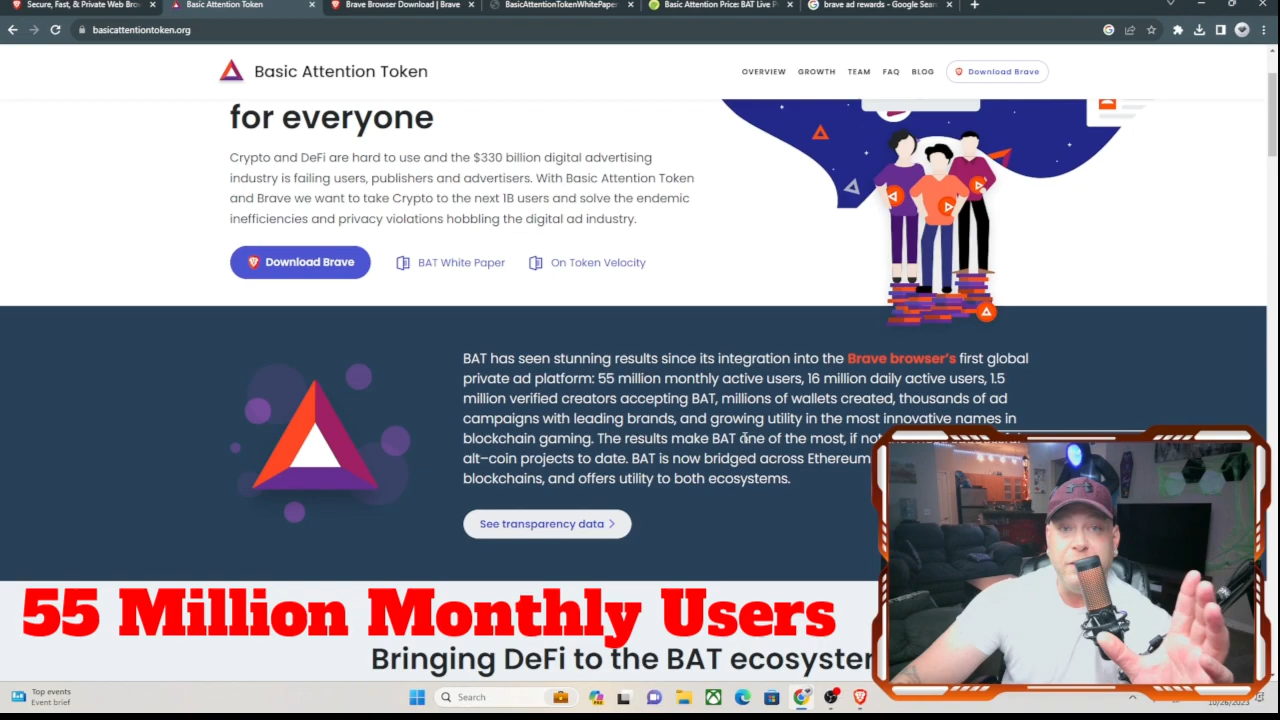 Secure, Fast, & Private Web Brow
Basic Attention Token
Brave Browser Download | Brave
BasicAttentionTokenWhitePaper
Basic Attention Price: BAT Live P
brave ad rewards - Google Sear
basicattentiontoken.org
Basic Attention Token
OVERVIEW
GROWTH
TEAM
FAQ
BLOG
Download Brave
for everyone
Crypto and DeFi are hard to use and the $330 billion digital advertising
industry is failing users, publishers and advertisers. With Basic Attention Token
and Brave we want to take Crypto to the next 1B users and solve the endemic
inefficiencies and privacy violations hobbling the digital ad industry.
Download Brave
BAT White Paper
On Token Velocity
BAT has seen stunning results since its integration into the Brave browser's first global
private ad platform: 55 million monthly active users, 16 million daily active users, 1.5
million verified creators accepting BAT, millions of wallets created, thousands of ad
campaigns with leading brands, and growing utility in the most innovative names in
blockchain gaming. The results make BAT one of the most, if not
alt-coin projects to date. BAT is now bridged across Ethereum
blockchains, and offers utility to both ecosystems.
See transparency data
55 Million Monthly Users
Bringing DeFi to the BAT ecosyster
Top events
Event brief
Search
10/26/2023